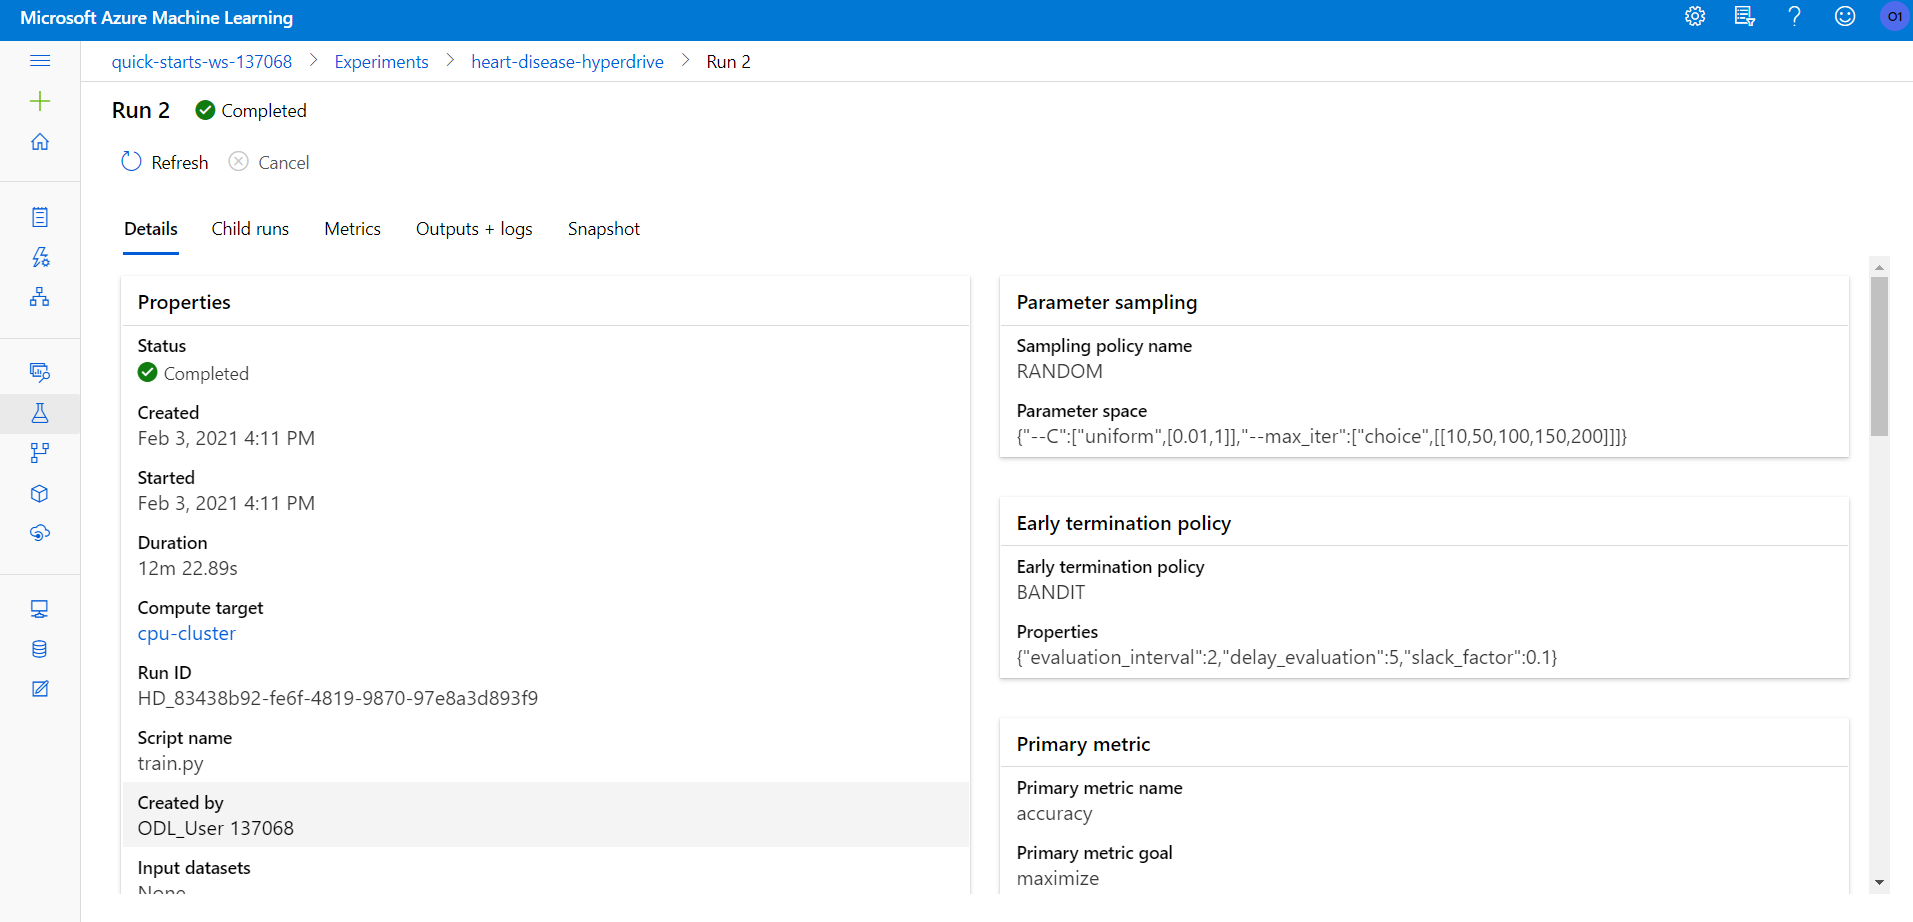 Microsoft Azure Machine Learning
O1
quick-starts-ws-137068 > Experiments > heart-disease-hyperdrive > Run 2
Run 2 Completed
Refresh Cancel
Details Child runs Metrics Outputs + logs Snapshot
Properties
Status
Completed
Created
Feb 3, 2021 4:11 PM
Started
Feb 3, 2021 4:11 PM
Duration
12m 22.89s
Compute target
cpu-cluster
Run ID
HD_83438b92-fe6f-4819-9870-97e8a3d893f9
Script name
train.py
Created by
ODL_User 137068
Input datasets
None
Parameter sampling
Sampling policy name
RANDOM
Parameter space
{"--C":["uniform",[0.01,1]],"--max_iter":["choice",[[10,50,100,150,200]]]}
Early termination policy
Early termination policy
BANDIT
Properties
{"evaluation_interval":2,"delay_evaluation":5,"slack_factor":0.1}
Primary metric
Primary metric name
accuracy
Primary metric goal
maximize